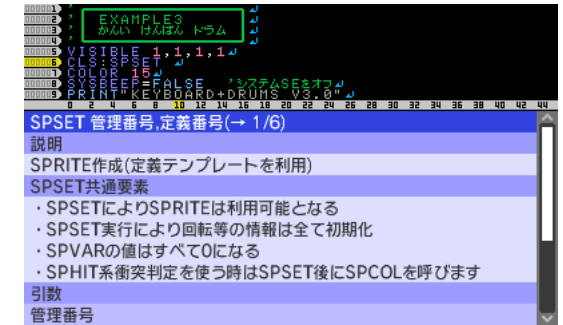 000001 '
000002 ' EXAMPLE3
000003 ' かんい けんばん ドラム
000004 '
000005 VISIBLE 1,1,1,1
000006 CLS:SPSET
000007 COLOR 15
000008 SYSBEEP=FALSE 'システムSEをオフ
000009 PRINT"KEYBOARD+DRUMS V3.0"
0 2 4 6 8 10 12 14 16 18 20 22 24 26 28 30 32 34 36 38 40 42 44
SPSET 管理番号,定義番号(→ 1/6)
説明
SPRITE作成(定義テンプレートを利用)
SPSET共通要素
・SPSETによりSPRITEは利用可能となる
・SPSET実行により回転等の情報は全て初期化
・SPVARの値はすべて0になる
・SPHIT系衝突判定を使う時はSPSET後にSPCOLを呼びます
引数
管理番号